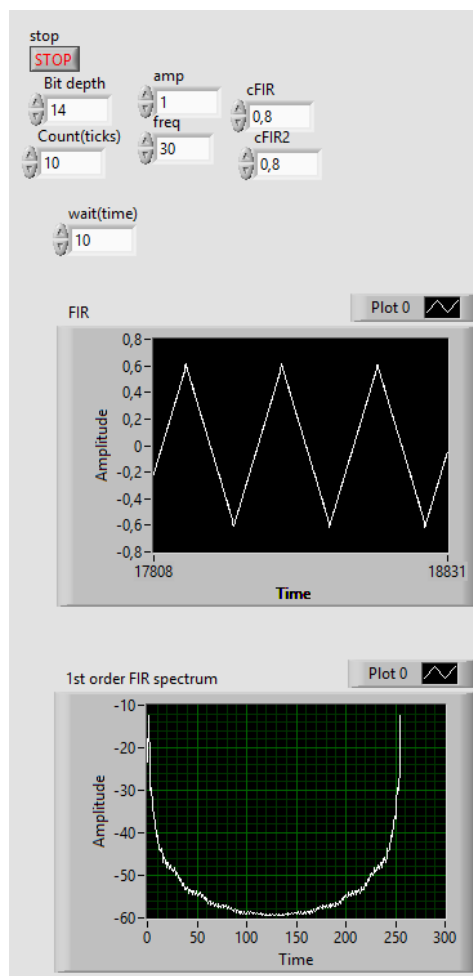 stop
STOP
Bit depth
14
Count(ticks)
10
amp
1
freq
30
cFIR
0,8
cFIR2
0,8
wait(time)
10
FIR
Plot 0
Amplitude
0,8
0,6
0,4
0,2
0
-0,2
-0,4
-0,6
-0,8
17808
18831
Time
1st order FIR spectrum
Plot 0
Amplitude
-10
-20
-30
-40
-50
-60
0
50
100
150
200
250
300
Time